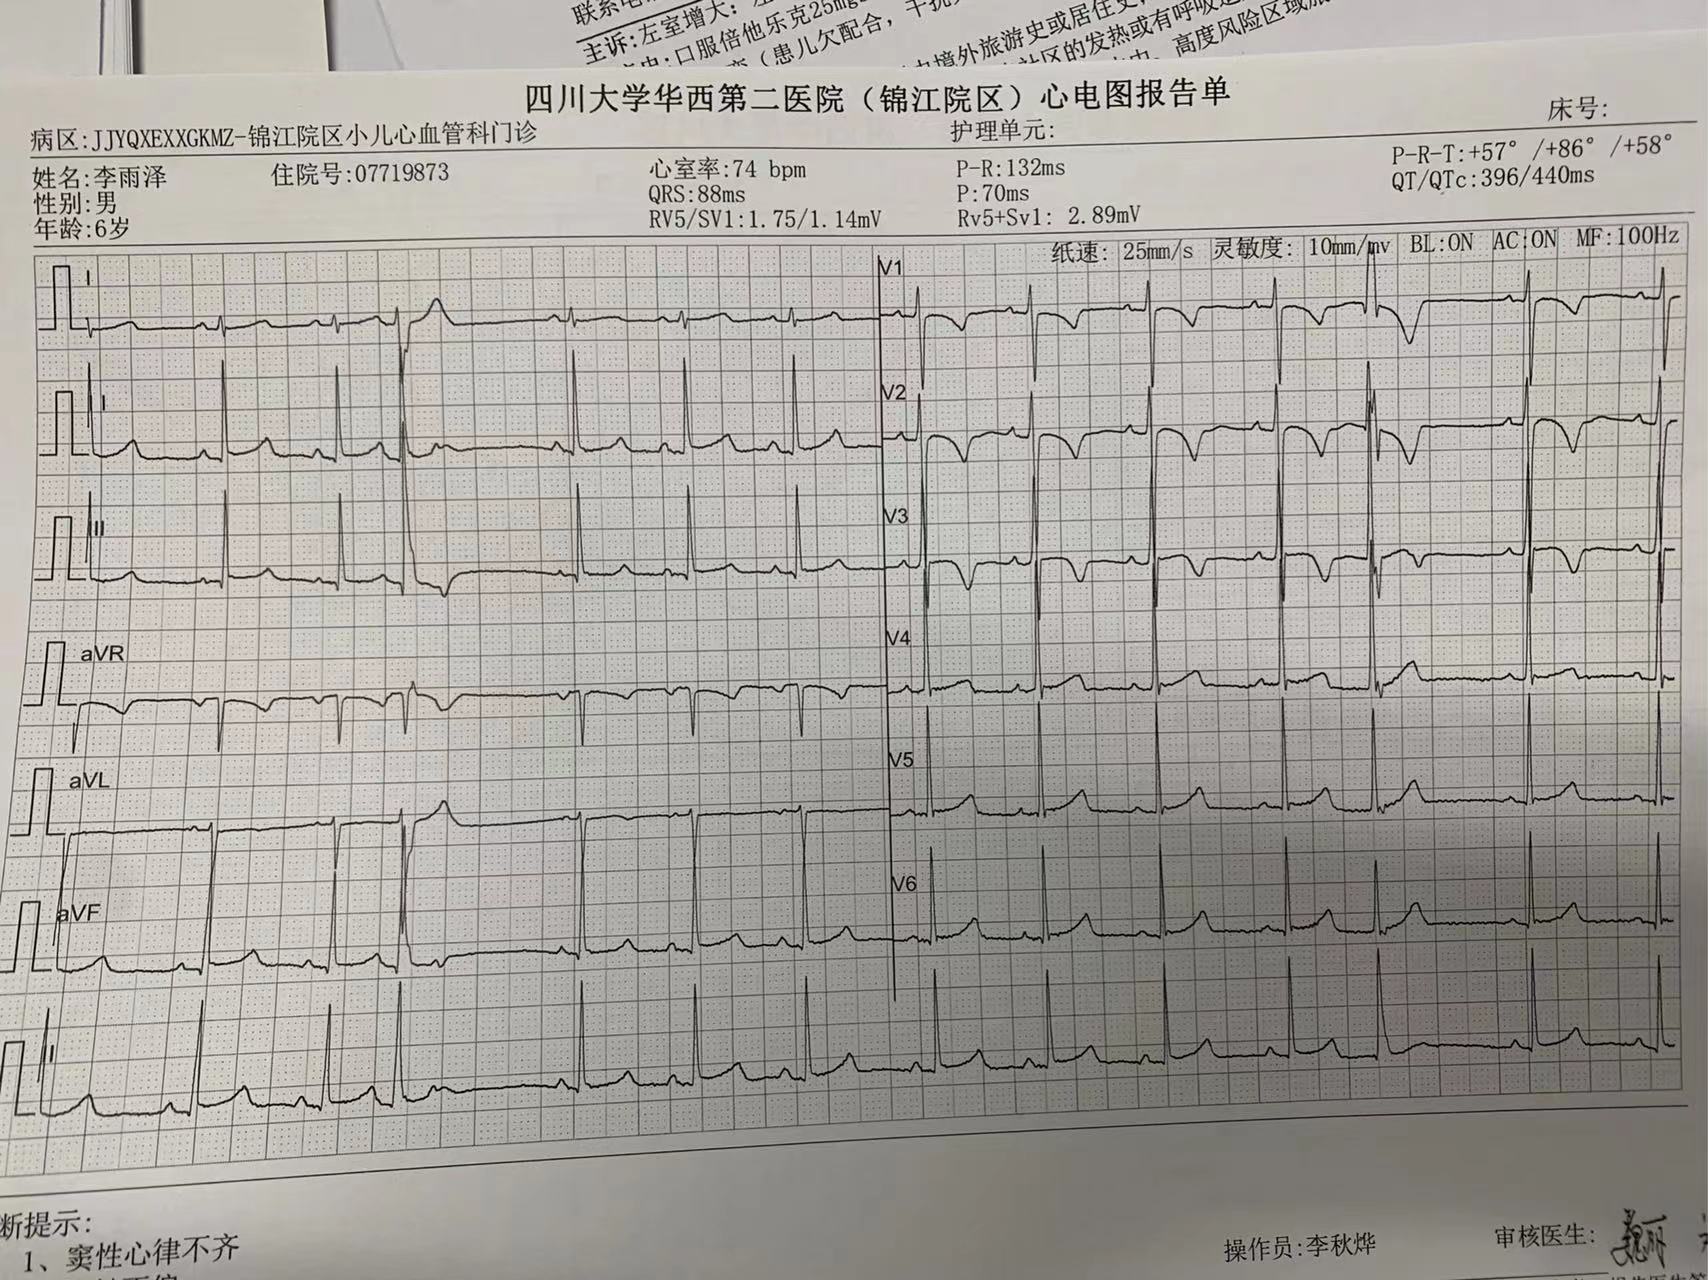 主诉:左室增大:
口服倍他乐克25mg
（患儿欠配合，干扰
境外旅游史或居住史
社区的发热或有呼吸道
高度风险区域旅
四川大学华西第二医院（锦江院区）心电图报告单
病区:JJYQXEXXGKMZ-锦江院区小儿心血管科门诊
护理单元:
床号:
姓名:李雨泽
住院号:07719873
心室率:74 bpm
P-R:132ms
P-R-T:+57° /+86° /+58°
性别:男
QRS:88ms
P:70ms
QT/QTc:396/440ms
年龄:6岁
RV5/SV1:1.75/1.14mV
Rv5+Sv1: 2.89mV
纸速: 25mm/s 灵敏度: 10mm/mv BL:ON AC:ON MF:100Hz
I
V1
I
V2
II
V3
aVR
V4
aVL
V5
aVF
V6
I
断提示:
1、窦性心律不齐
操作员:李秋烨
审核医生: